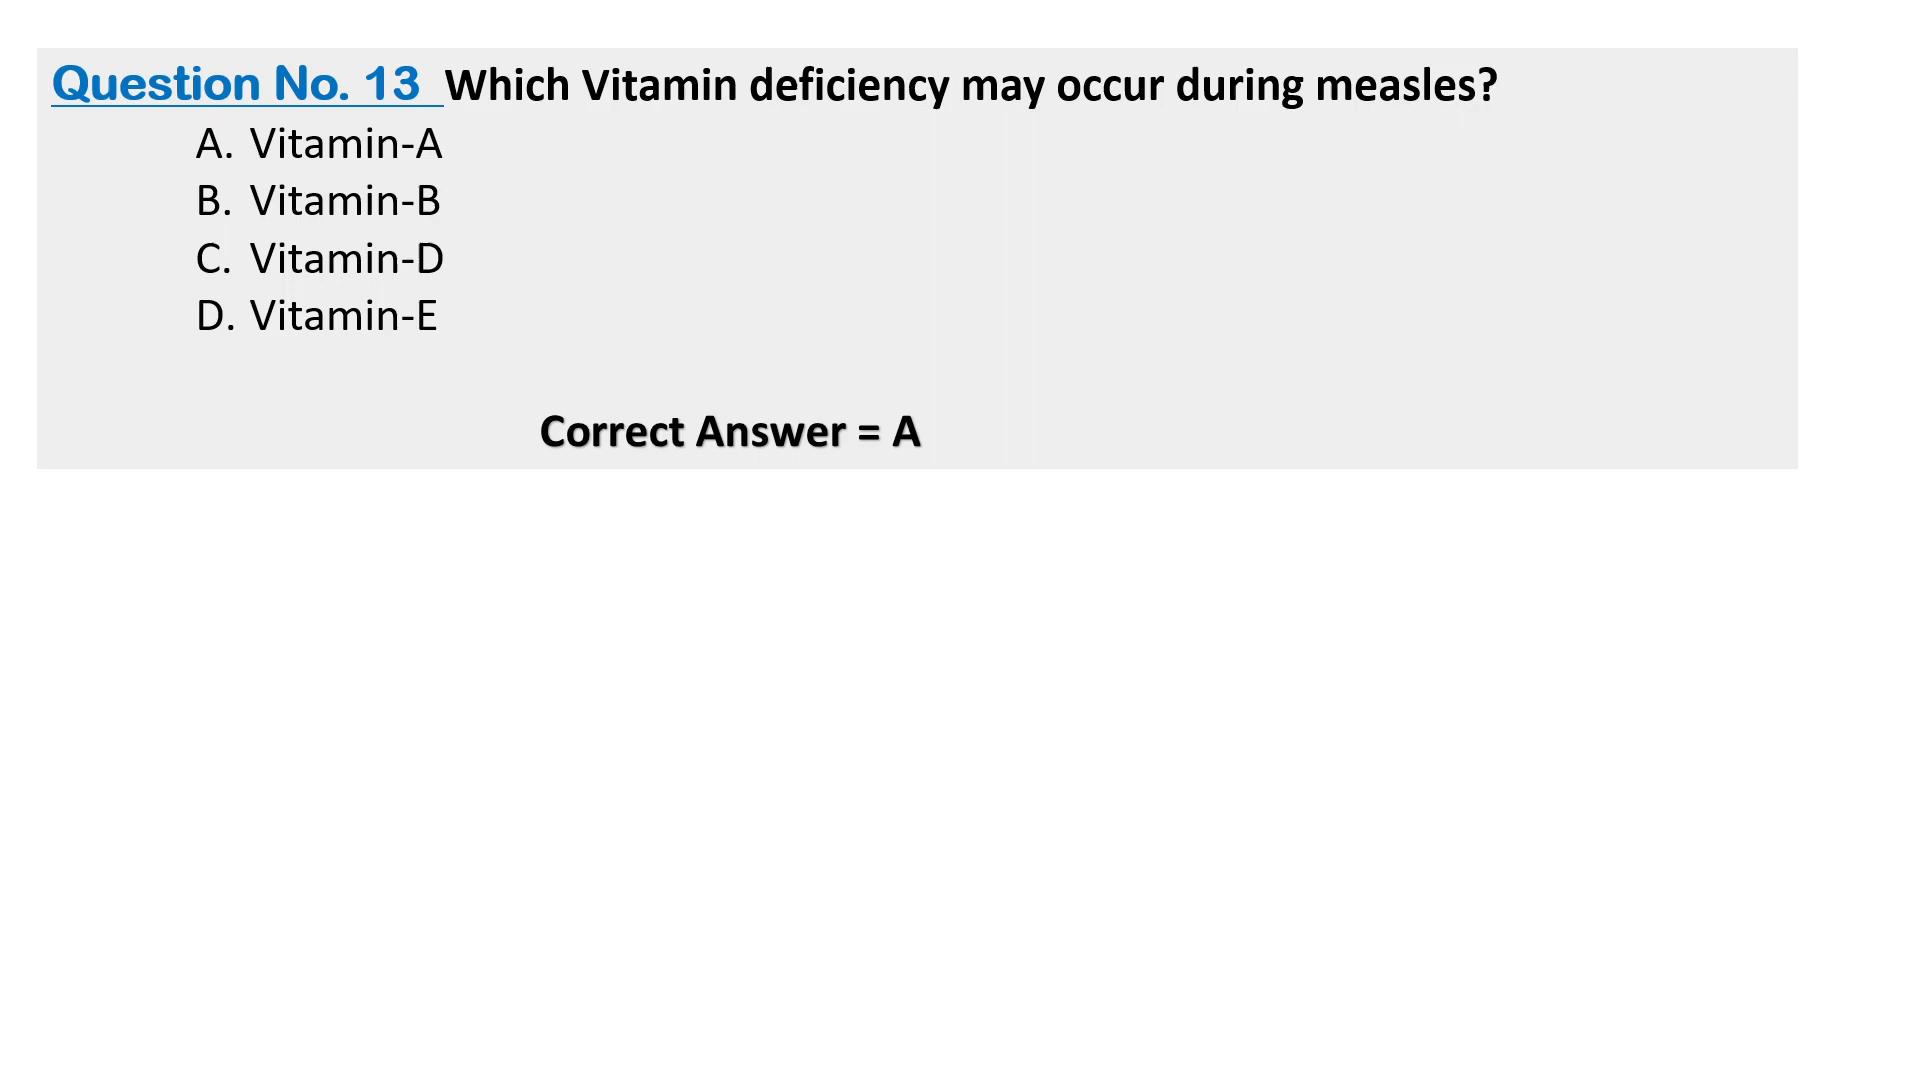 Question No. 13 Which Vitamin deficiency may occur during measles?
A. Vitamin-A
B. Vitamin-B
C. Vitamin-D
D. Vitamin-E
Correct Answer = A